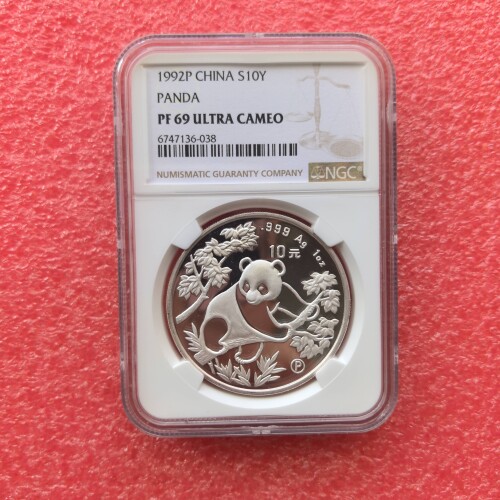 1992P CHINA S10Y
PANDA
PF 69 ULTRA CAMEO
6747136-038
NUMISMATIC GUARANTY COMPANY
NGC
.999 Ag 1oz
10元
P